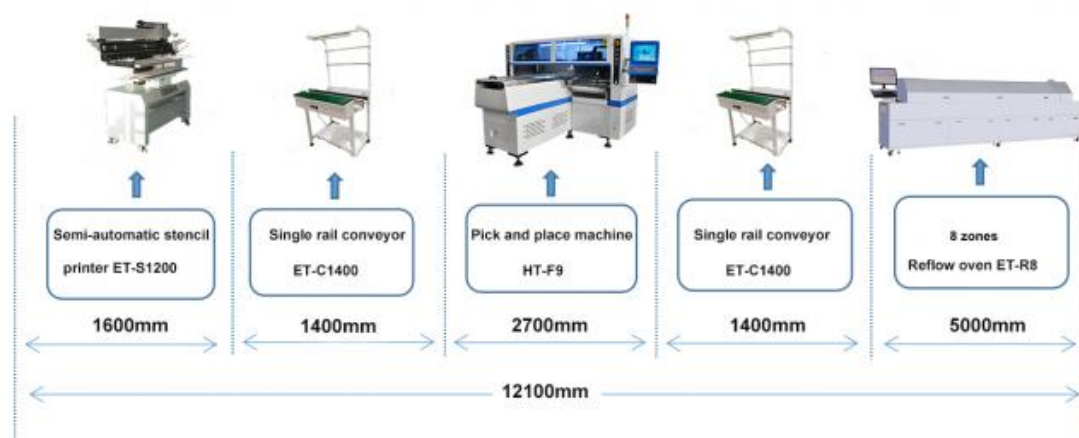 Semi-automatic stencil
printer ET-S1200
Single rail conveyor
ET-C1400
Pick and place machine
HT-F9
Single rail conveyor
ET-C1400
8 zones
Reflow oven ET-R8
1600mm
1400mm
2700mm
1400mm
5000mm
12100mm